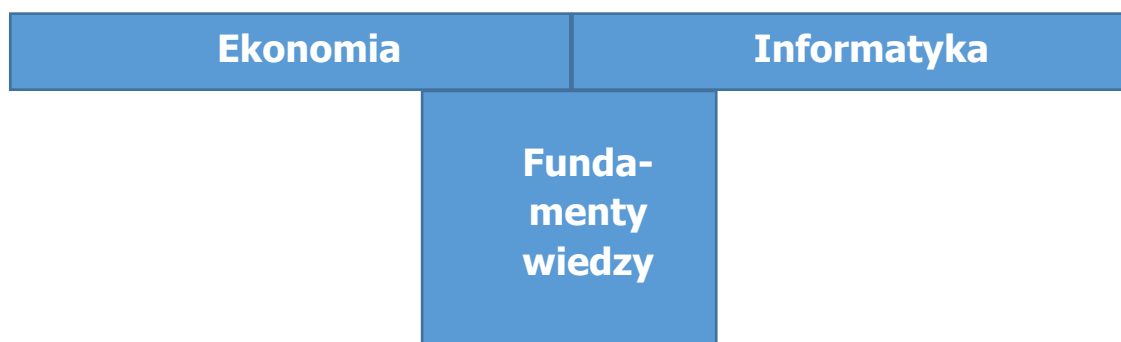 Ekonomia
Informatyka
Funda-
menty
wiedzy